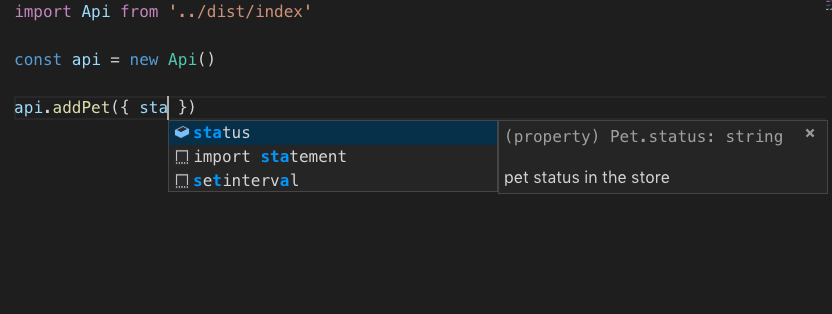 import Api from '../dist/index'
const api = new Api()
api.addPet({ sta })
status
import statement
setinterval
(property) Pet.status: string
×
pet status in the store